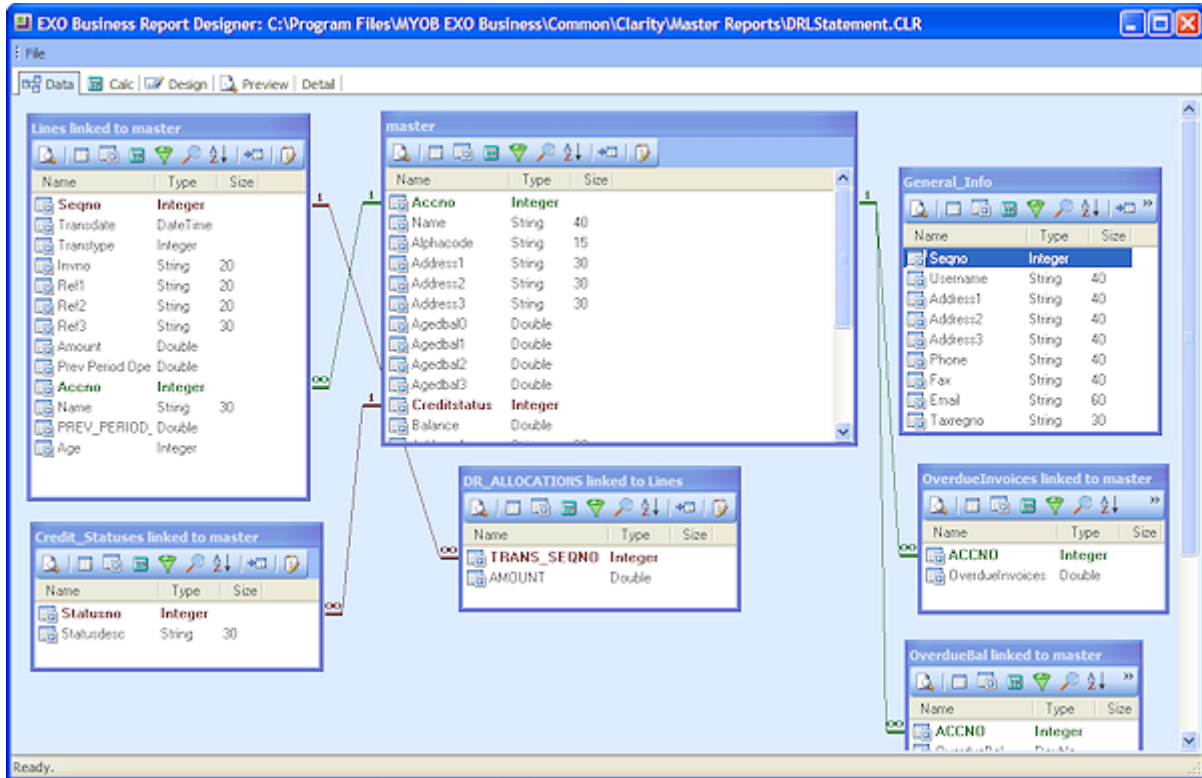 EXO Business Report Designer: C:\Program Files\MYOB EXO Business\Common\Clarity\Master Reports\DRLStatement.CLR
File
Data Calc Design Preview Detail
Lines linked to master
Name Type Size
Seqno Integer
Transdate DateTime
Transtype Integer
Invno String 20
Ref1 String 20
Ref2 String 20
Ref3 String 30
Amount Double
Prev Period Ope Double
Accno Integer
Name String 30
PREV_PERIOD_ Double
Age Integer
1
∞
master
Name Type Size
Accno Integer
Name String 40
Alphacode String 15
Address1 String 30
Address2 String 30
Address3 String 30
Agedbal0 Double
Agedbal1 Double
Agedbal2 Double
Agedbal3 Double
Creditstatus Integer
Balance Double
1
1
1
General_Info
Name Type Size
Seqno Integer
Username String 40
Address1 String 40
Address2 String 40
Address3 String 40
Phone String 40
Fax String 40
Email String 60
Taxregno String 30
Credit_Statuses linked to master
Name Type Size
Statusno Integer
Statusdesc String 30
∞
DR_ALLOCATIONS linked to Lines
Name Type Size
TRANS_SEQNO Integer
AMOUNT Double
∞
OverdueInvoices linked to master
Name Type Size
ACCNO Integer
OverdueInvoices Double
∞
OverdueBal linked to master
Name Type Size
ACCNO Integer
OverdueBal Double
∞
Ready.